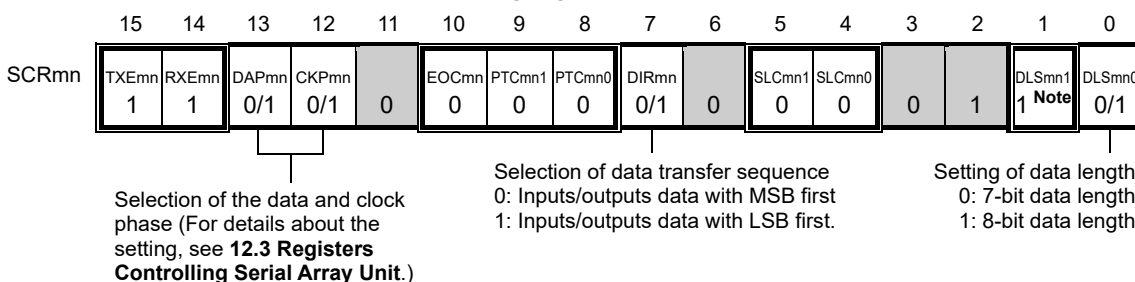 15 14 13 12 11 10 9 8 7 6 5 4 3 2 1 0
SCRmn TXEmn RXEmn DAPmn CKPmn EOCmn PTCmn1 PTCmn0 DIRmn SLCmn1 SLCmn0 DLSmn1 DLSmn0
1 1 0/1 0/1 0 0 0 0 0/1 0 0 0 0 1 1 Note 0/1
Selection of the data and clock
phase (For details about the
setting, see 12.3 Registers
Controlling Serial Array Unit.)
Selection of data transfer sequence
0: Inputs/outputs data with MSB first
1: Inputs/outputs data with LSB first.
Setting of data length
0: 7-bit data length
1: 8-bit data length